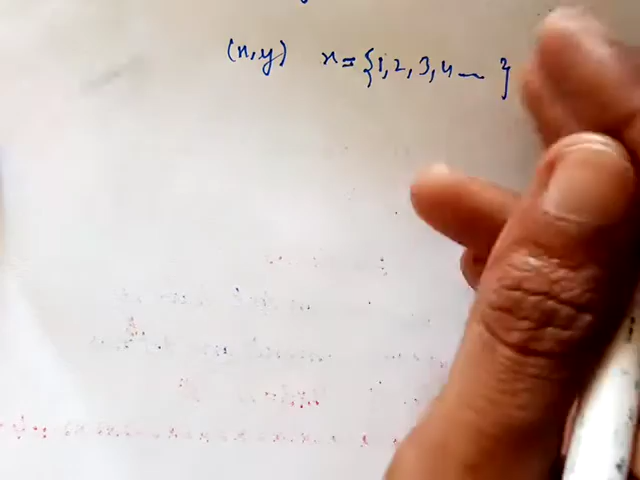 (x,y) x={1,2,3,4 ... }